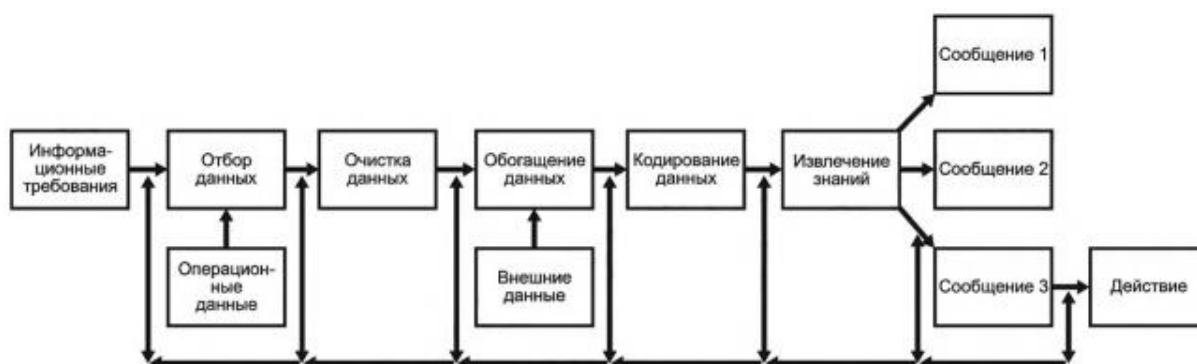 Сообщение 1
Информа-
ционные
требования
Отбор
данных
Очистка
данных
Обогащение
данных
Кодирование
данных
Извлечение
знаний
Сообщение 2
Операцион-
ные
данные
Внешние
данные
Сообщение 3
Действие